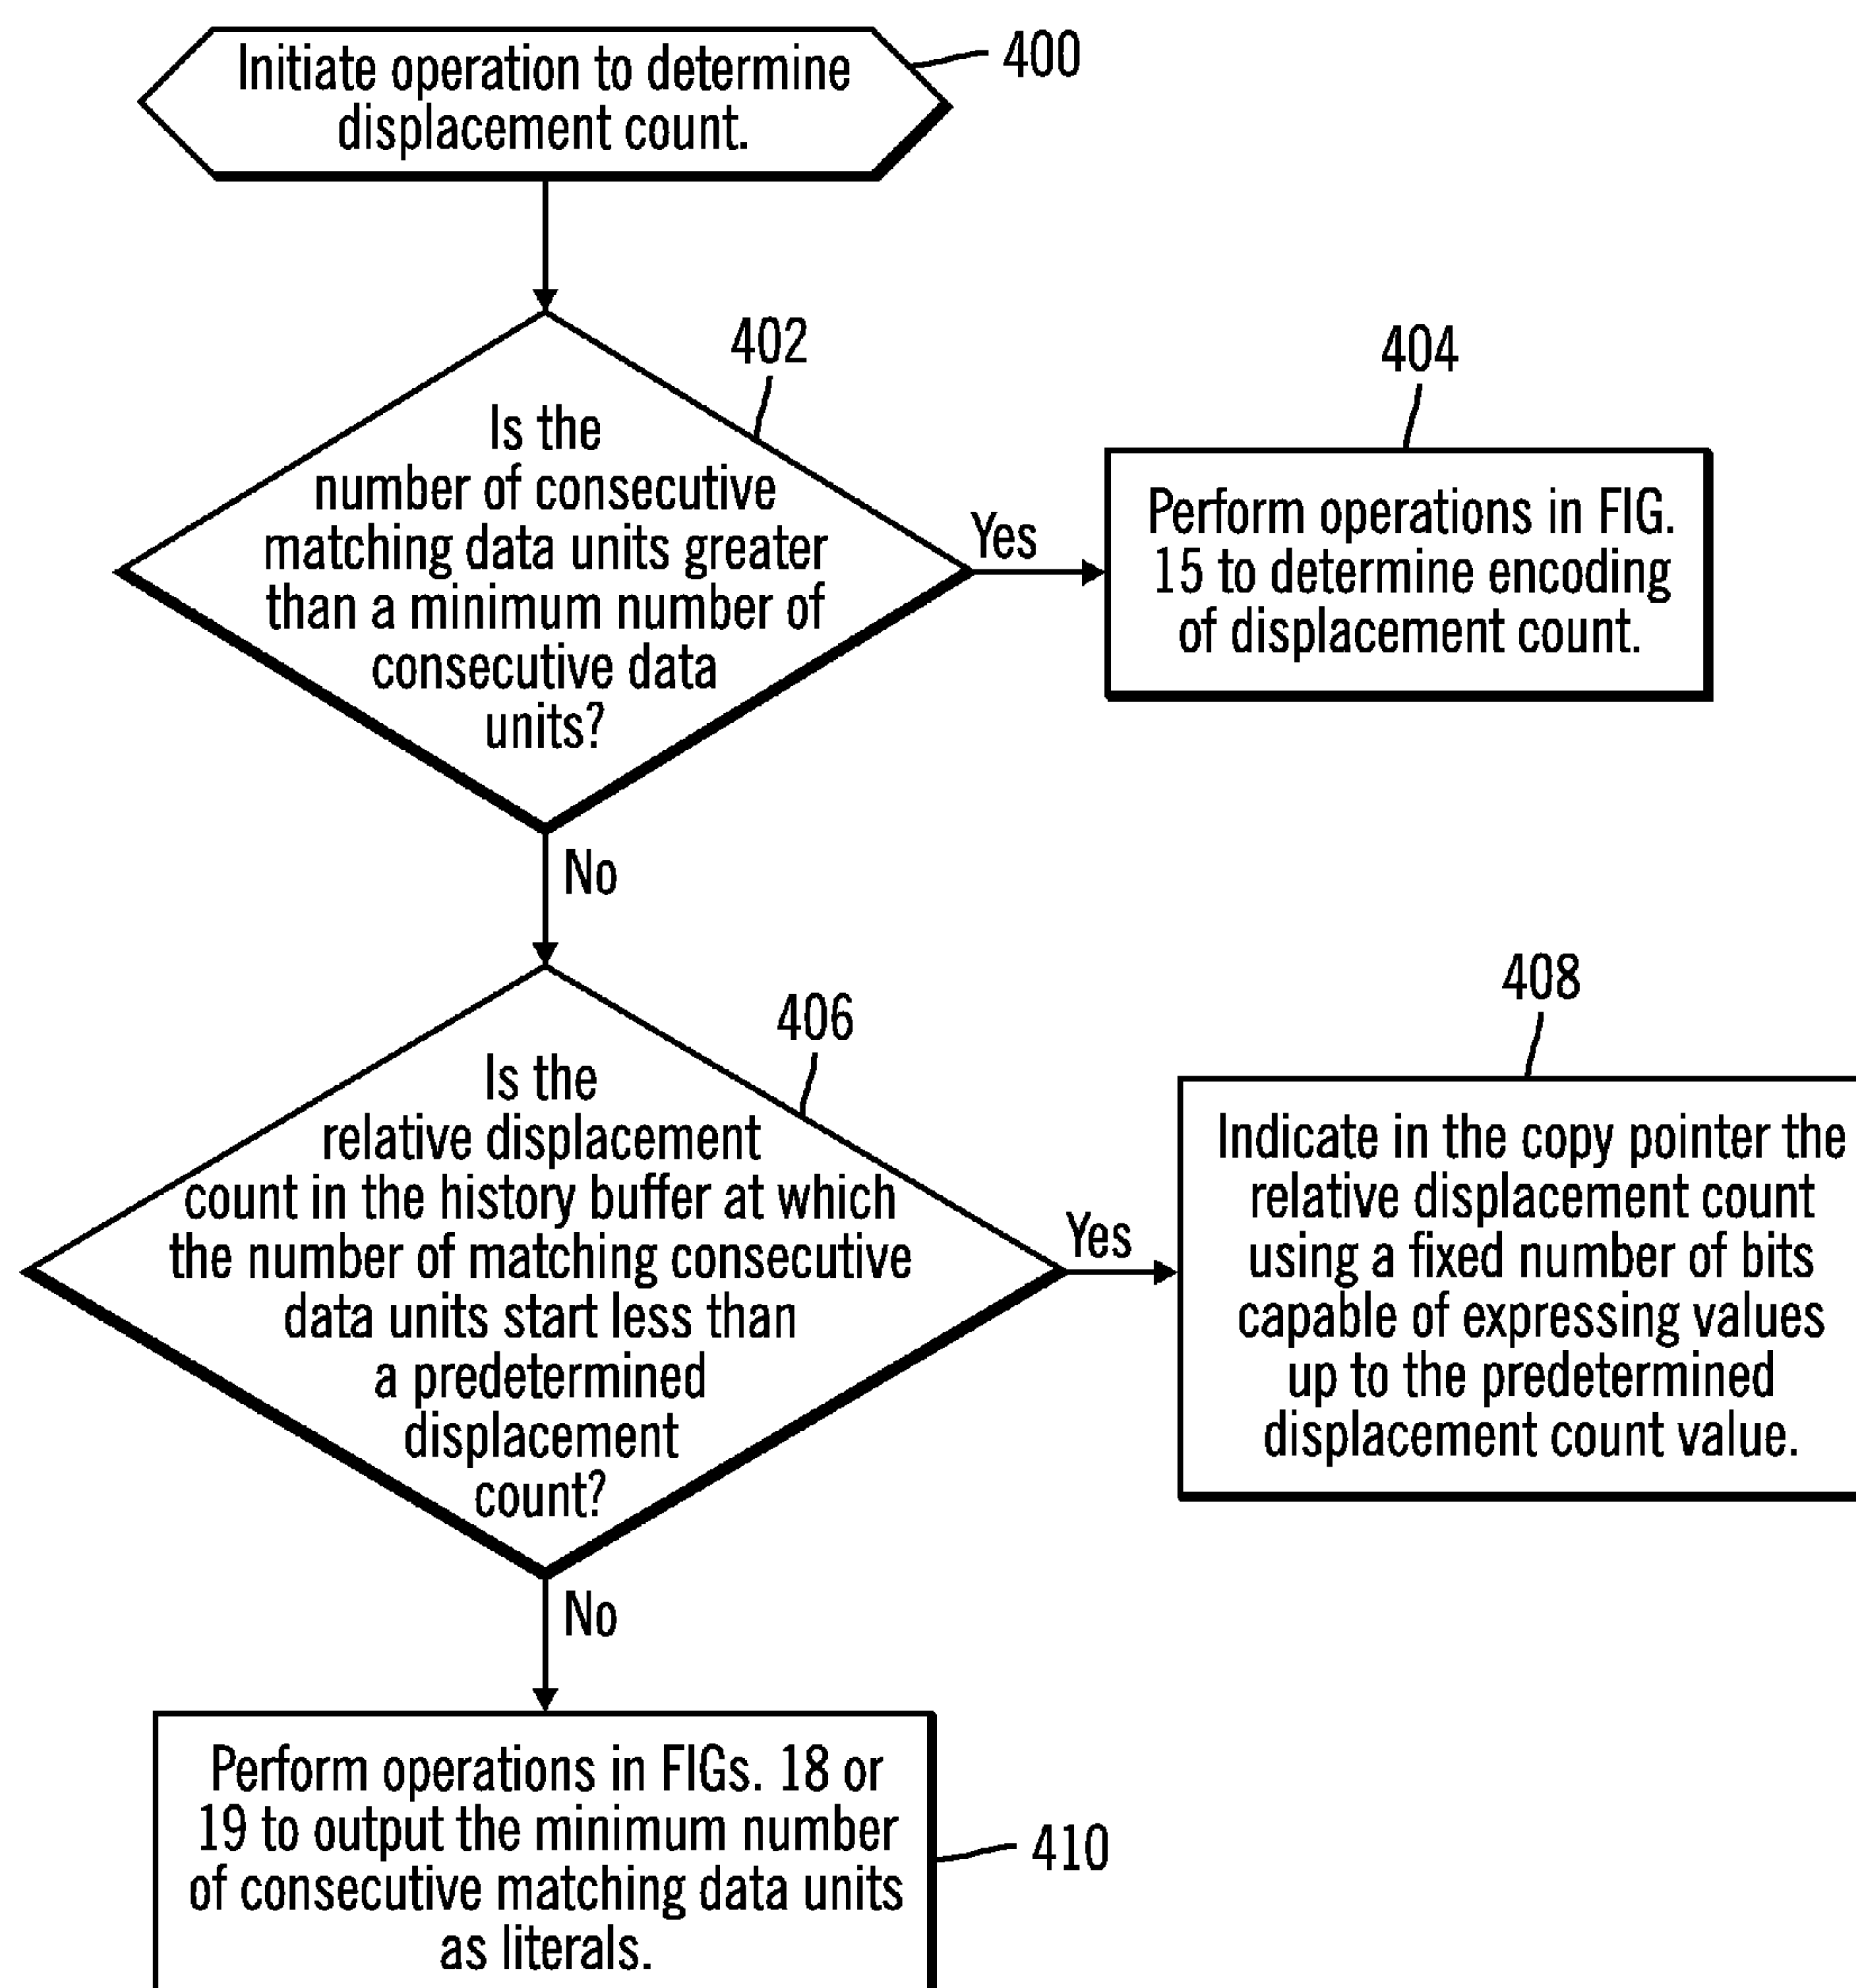 Initiate operation to determine
displacement count.
400
402
Is the
number of consecutive
matching data units greater
than a minimum number of
consecutive data
units?
Yes
404
Perform operations in FIG.
15 to determine encoding
of displacement count.
No
406
Is the
relative displacement
count in the history buffer at which
the number of matching consecutive
data units start less than
a predetermined
displacement
count?
Yes
408
Indicate in the copy pointer the
relative displacement count
using a fixed number of bits
capable of expressing values
up to the predetermined
displacement count value.
No
Perform operations in FIGs. 18 or
19 to output the minimum number
of consecutive matching data units
as literals.
410